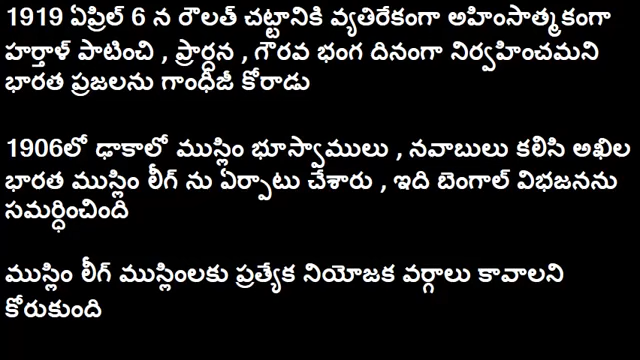 1919 ఏప్రిల్ 6 న రౌలత్ చట్టానికి వ్యతిరేకంగా అహింసాత్మకంగా
హర్తాళ్ పాటించి , ప్రార్ధన , గౌరవ భంగ దినంగా నిర్వహించమని
భారత ప్రజలను గాంధీజీ కోరాడు
1906లో ఢాకాలో ముస్లిం భూస్వాములు , నవాబులు కలిసి అఖిల
భారత ముస్లిం లీగ్ ను ఏర్పాటు చేశారు , ఇది బెంగాల్ విభజనను
సమర్ధించింది
ముస్లిం లీగ్ ముస్లింలకు ప్రత్యేక నియోజక వర్గాలు కావాలని
కోరుకుంది